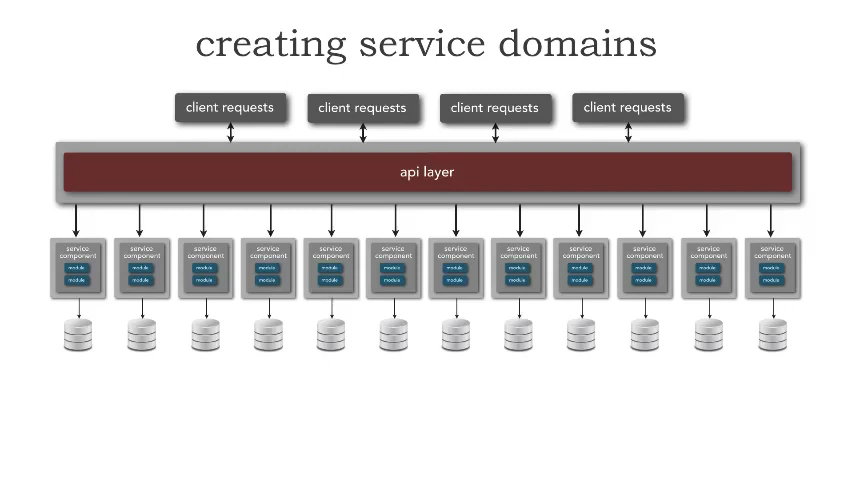 creating service domains
client requests
client requests
client requests
client requests
api layer
service
component
module
module
service
component
module
module
service
component
module
module
service
component
module
module
service
component
module
module
service
component
module
module
service
component
module
module
service
component
module
module
service
component
module
module
service
component
module
module
service
component
module
module
service
component
module
module